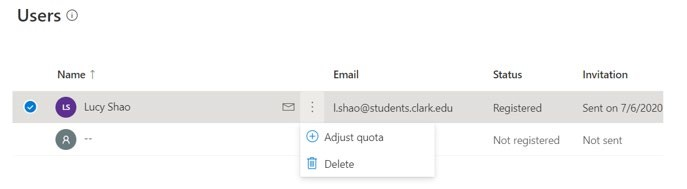 Users
Name ↑ Email Status Invitation
LS Lucy Shao l.shao@students.clark.edu Registered Sent on 7/6/2020
-- Not registered Not sent
Adjust quota
Delete